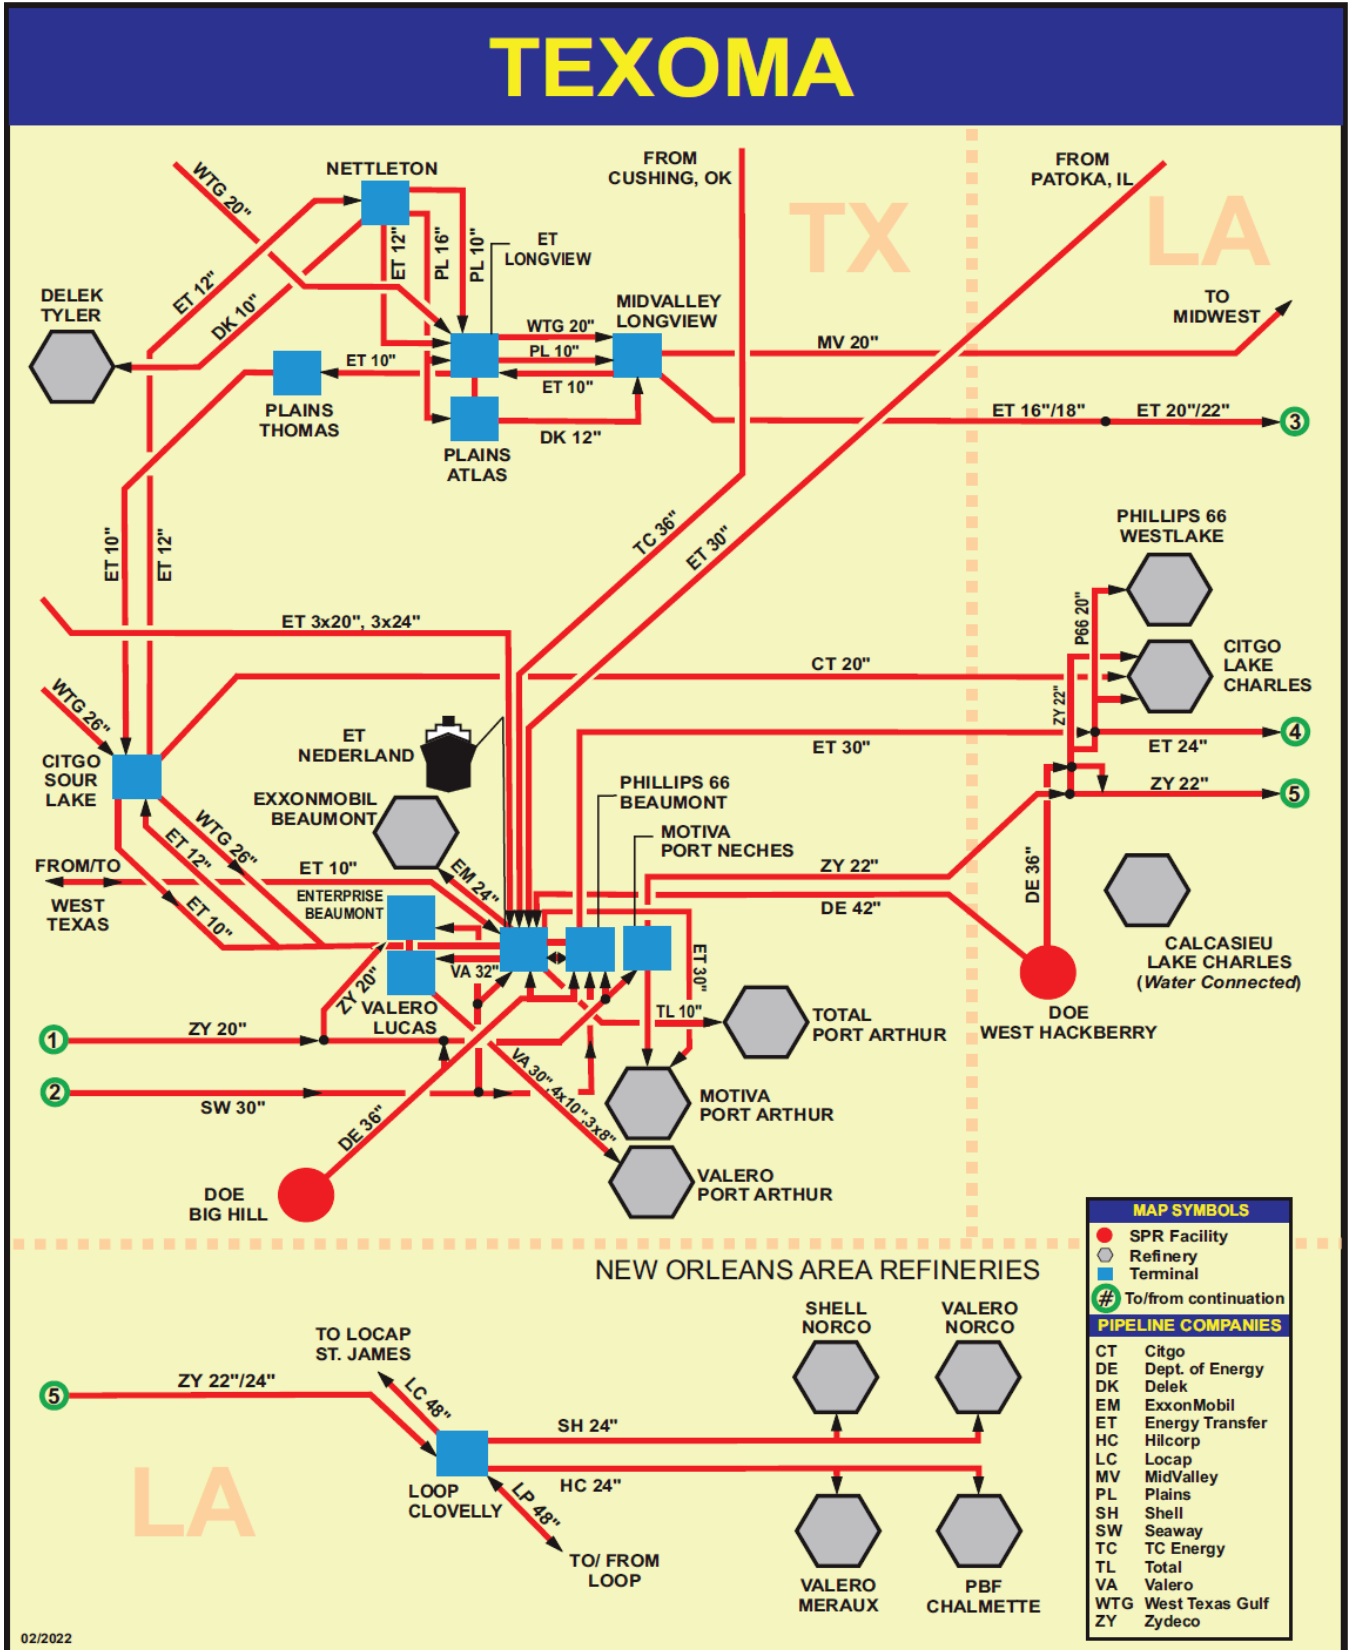 TEXOMA
NETTLETON
FROM
CUSHING, OK
FROM
PATOKA, IL
WTG 20"
TX
LA
ET 12"
PL 16"
PL 10"
ET
LONGVIEW
ET 12"
DK 10"
DELEK
TYLER
MIDVALLEY
LONGVIEW
TO
MIDWEST
WTG 20"
PL 10"
ET 10"
ET 10"
MV 20"
PLAINS
THOMAS
DK 12"
PLAINS
ATLAS
ET 16"/18"
ET 20"/22"
3
ET 10"
ET 12"
TC 36"
ET 30"
PHILLIPS 66
WESTLAKE
P66 20"
ET 3x20", 3x24"
CT 20"
CITGO
LAKE
CHARLES
ZY 22"
WTG 26"
ET
NEDERLAND
ET 30"
ET 24"
4
CITGO
SOUR
LAKE
PHILLIPS 66
BEAUMONT
ZY 22"
5
EXXONMOBIL
BEAUMONT
MOTIVA
PORT NECHES
WTG 26"
ET 12"
FROM/TO
WEST
TEXAS
ET 10"
EM 24"
ZY 22"
DE 42"
DE 36"
ENTERPRISE
BEAUMONT
ET 10"
CALCASIEU
LAKE CHARLES
(Water Connected)
VA 32"
ET 30"
ZY 20"
VALERO
LUCAS
TL 10"
TOTAL
PORT ARTHUR
DOE
WEST HACKBERRY
1
ZY 20"
VA 30",4x10",3x8"
2
SW 30"
MOTIVA
PORT ARTHUR
DE 36"
VALERO
PORT ARTHUR
DOE
BIG HILL
MAP SYMBOLS
SPR Facility
Refinery
Terminal
# To/from continuation
PIPELINE COMPANIES
CT Citgo
DE Dept. of Energy
DK Delek
EM ExxonMobil
ET Energy Transfer
HC Hilcorp
LC Locap
MV MidValley
PL Plains
SH Shell
SW Seaway
TC TC Energy
TL Total
VA Valero
WTG West Texas Gulf
ZY Zydeco
NEW ORLEANS AREA REFINERIES
SHELL
NORCO
VALERO
NORCO
TO LOCAP
ST. JAMES
5
ZY 22"/24"
LC 48"
SH 24"
HC 24"
LA
LOOP
CLOVELLY
LP 48"
TO/ FROM
LOOP
VALERO
MERAUX
PBF
CHALMETTE
02/2022